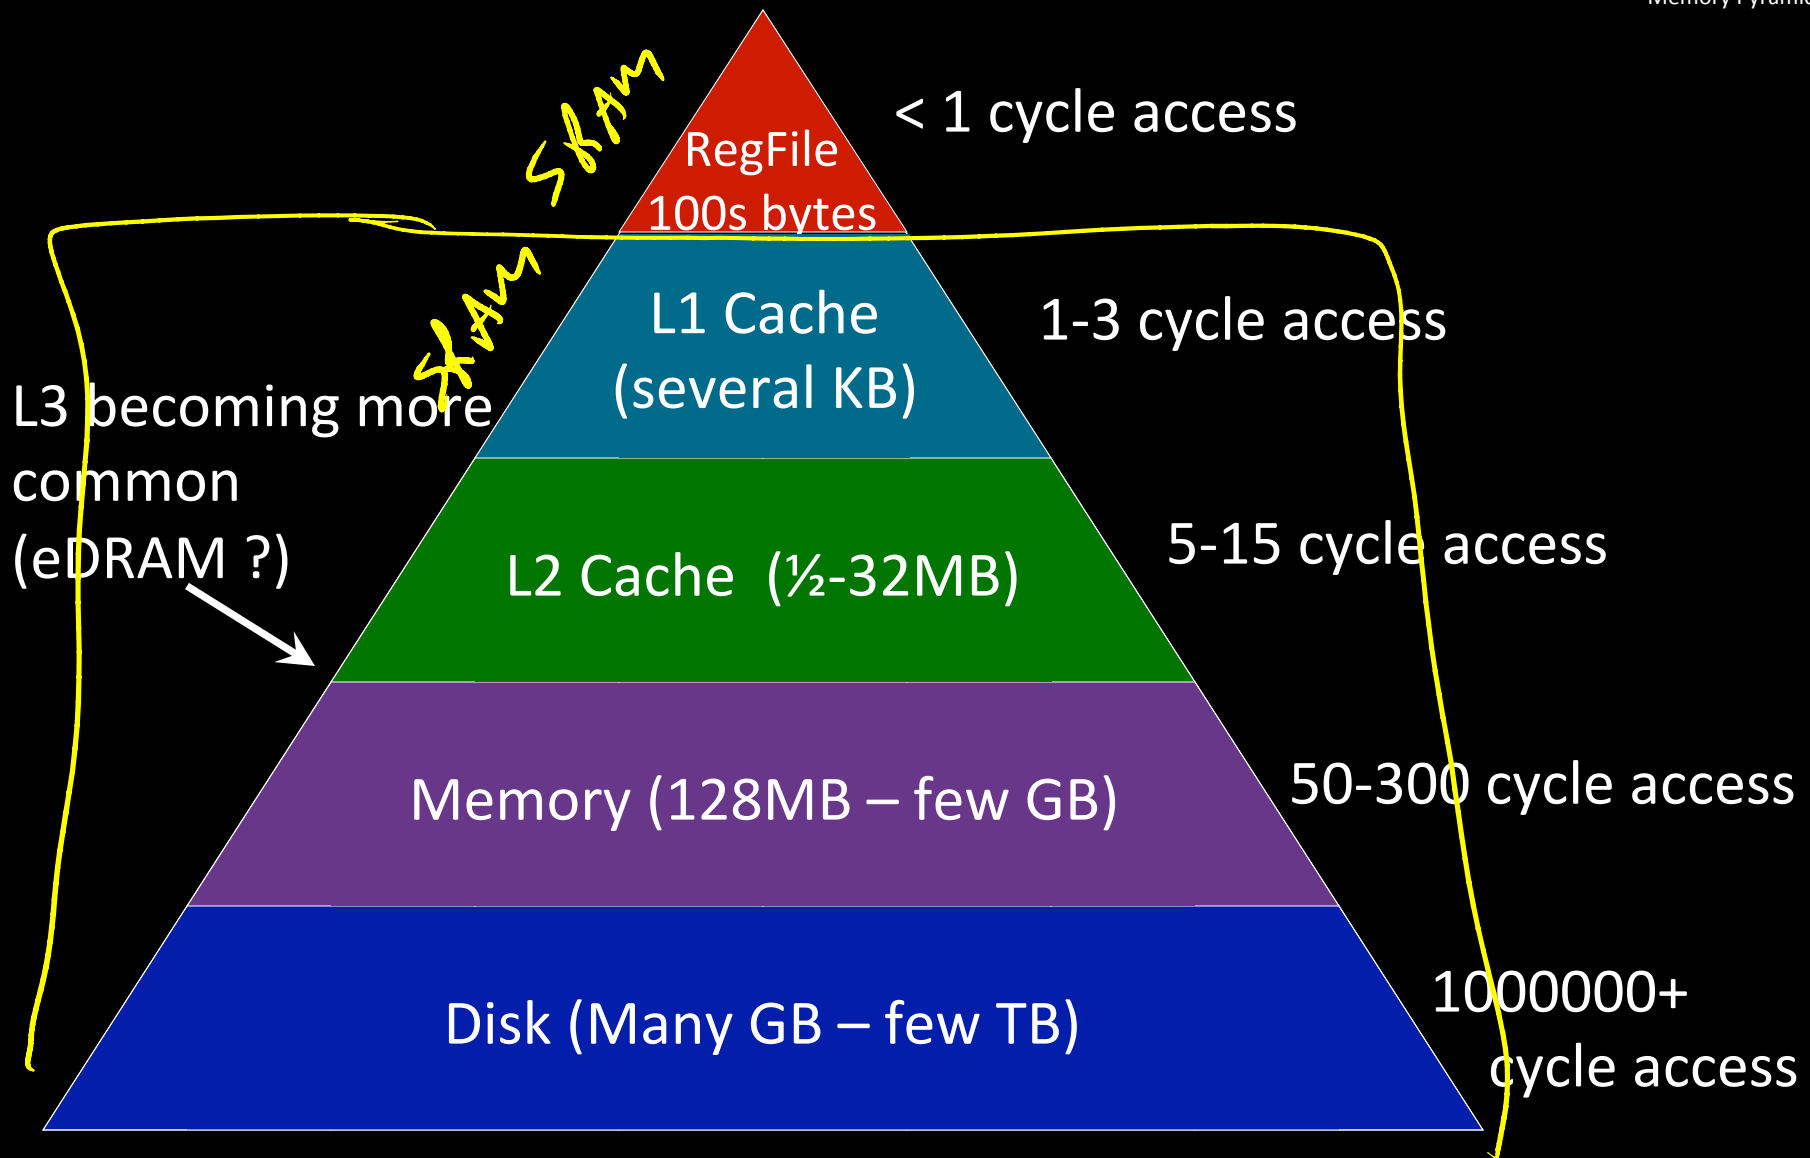 Memory Pyramid
SRAM
< 1 cycle access
RegFile
100s bytes
SRAM
L1 Cache
(several KB)
1-3 cycle access
L3 becoming more
common
(eDRAM ?)
L2 Cache (½-32MB)
5-15 cycle access
Memory (128MB – few GB)
50-300 cycle access
Disk (Many GB – few TB)
1000000+
cycle access